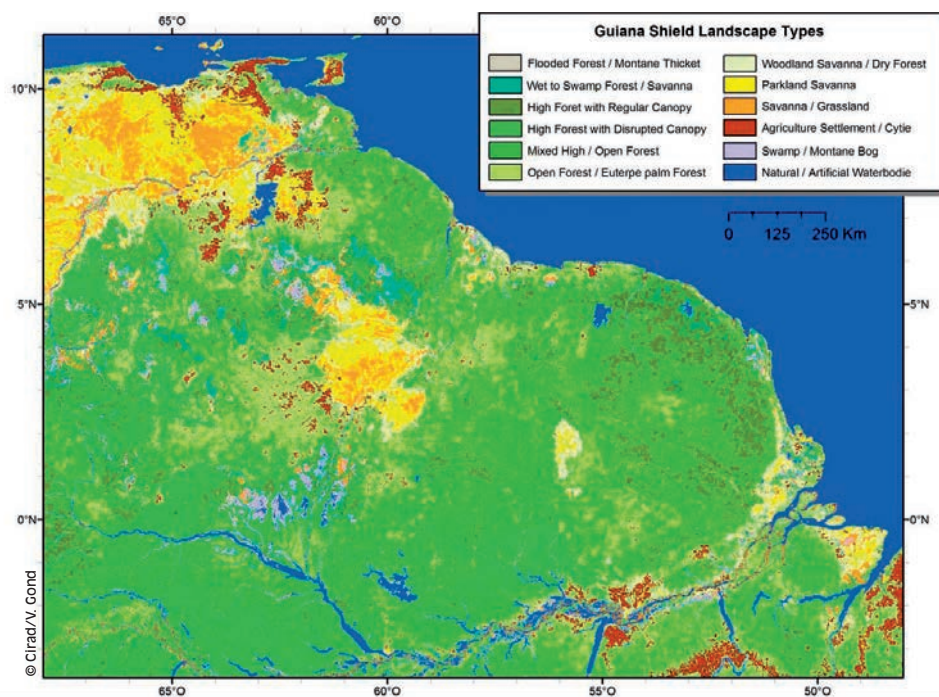 65°O
60°O
Guiana Shield Landscape Types
Flooded Forest / Montane Thicket
Wet to Swamp Forest / Savanna
High Foret with Regular Canopy
High Forest with Disrupted Canopy
Mixed High / Open Forest
Open Forest / Euterpe palm Forest
Woodland Savanna / Dry Forest
Parkland Savanna
Savanna / Grassland
Agriculture Settlement / Cytie
Swamp / Montane Bog
Natural / Artificial Waterbodie
10°N
0 125 250 Km
5°N
5°N
0°N
0°N
© Cirad/V. Gond
65°O
60°O
55°O
50°O